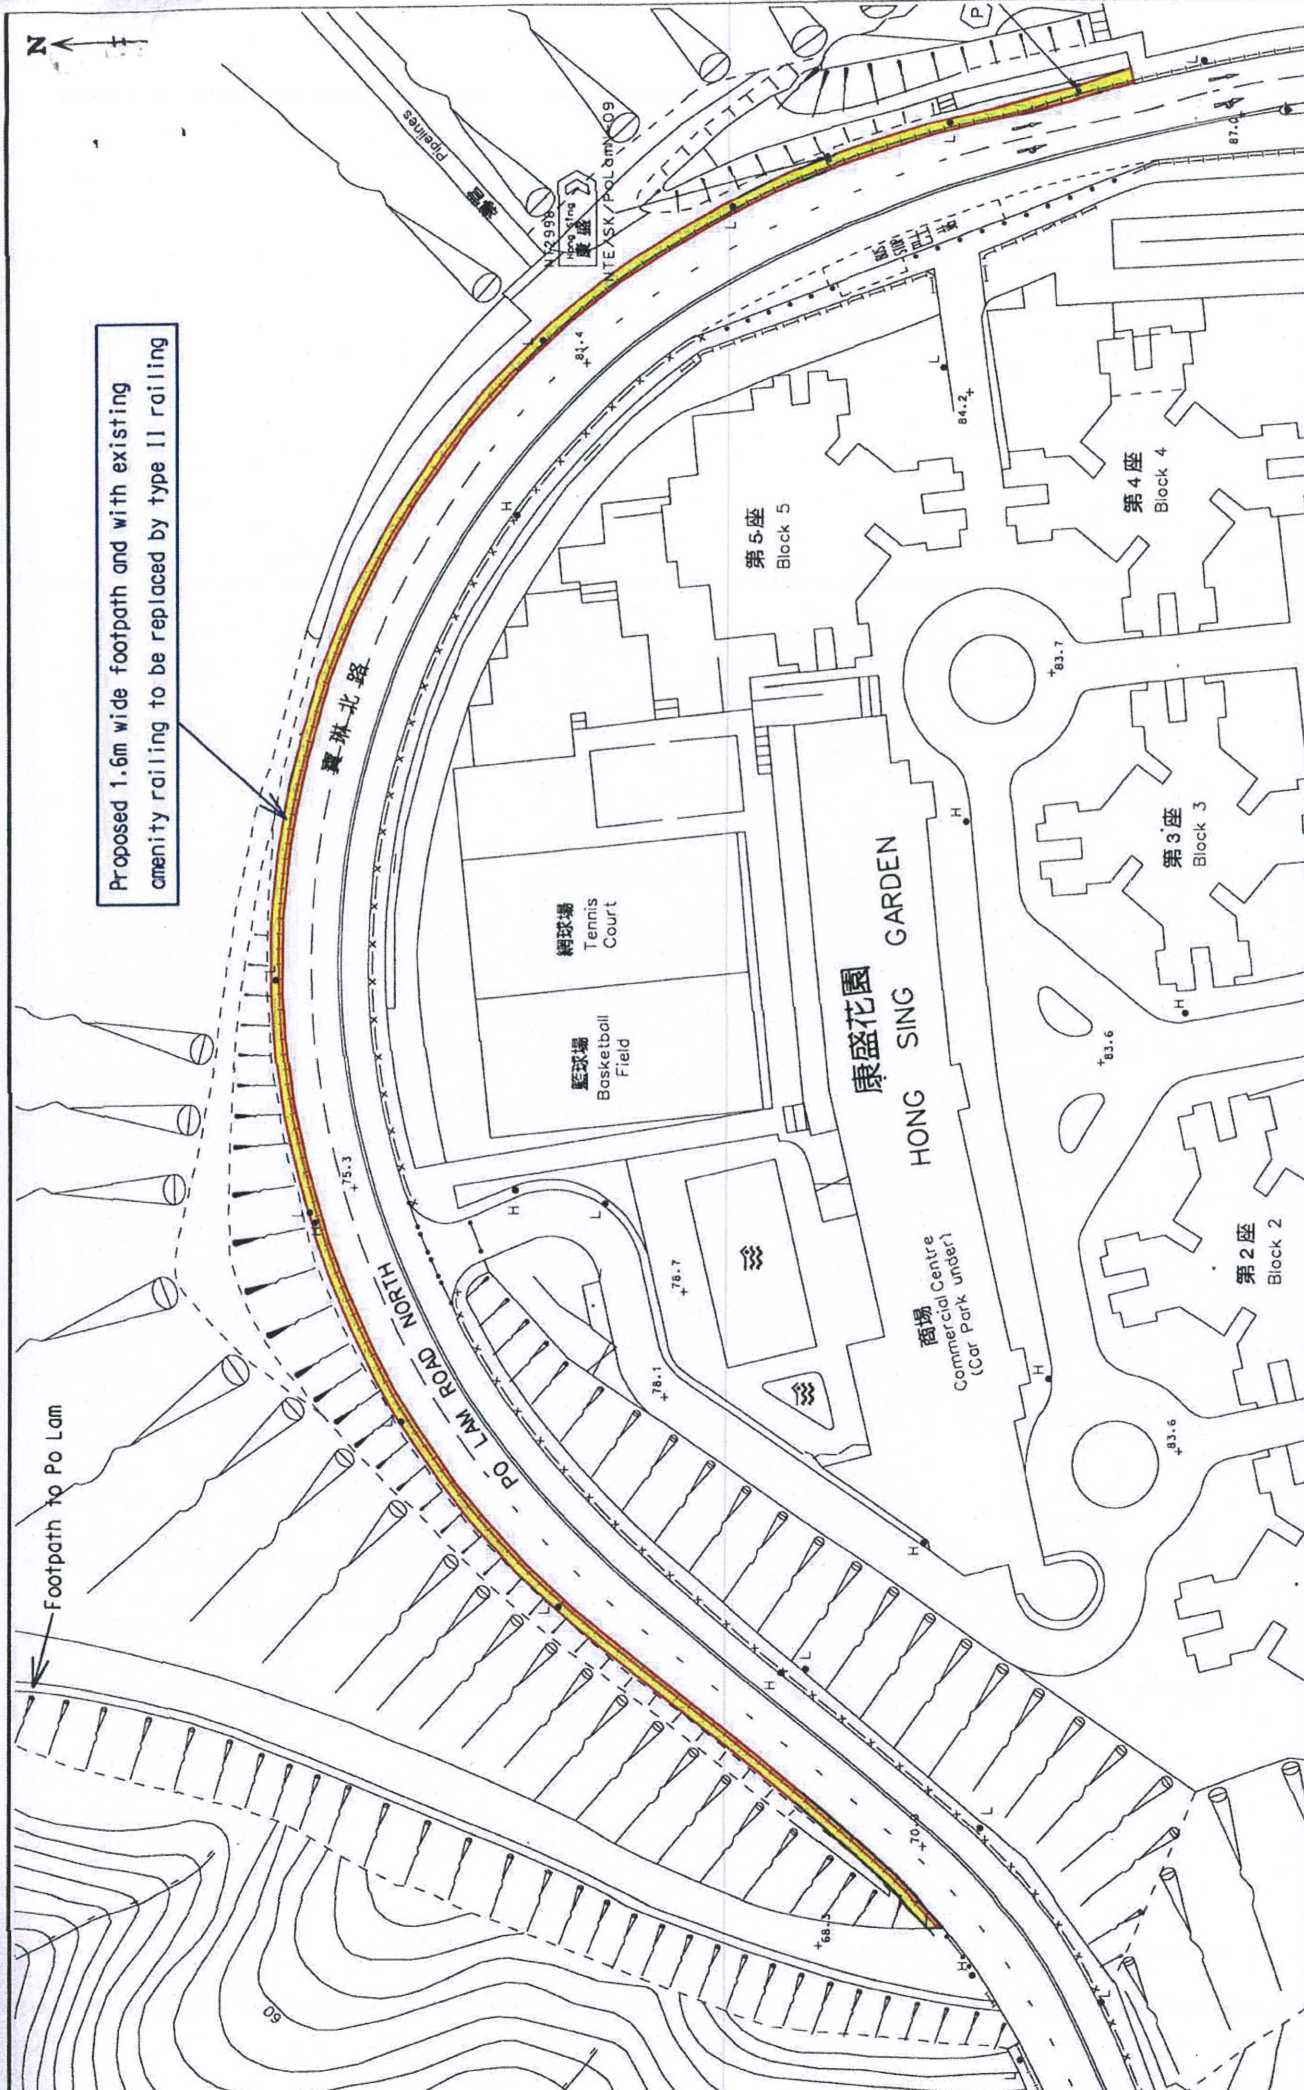 N
Proposed 1.6m wide footpath and with existing
amenity railing to be replaced by type II railing
Footpath to Po Lam
Pipelines
Hong Sing
康盛
P
L
L
L
87.0
81.4
BUS
STOP
84.2
L
H
第5座
Block 5
第4座
Block 4
83.7
寶琳北路
H
第3座
Block 3
網球場
Tennis
Court
籃球場
Basketball
Field
康盛花園
HONG SING GARDEN
H
83.6
75.3
H
L
78.7
78.1
商場
Commercial Centre
(Car Park under)
H
第2座
Block 2
83.6
PO LAM ROAD NORTH
H
L
H
L
H
60
L